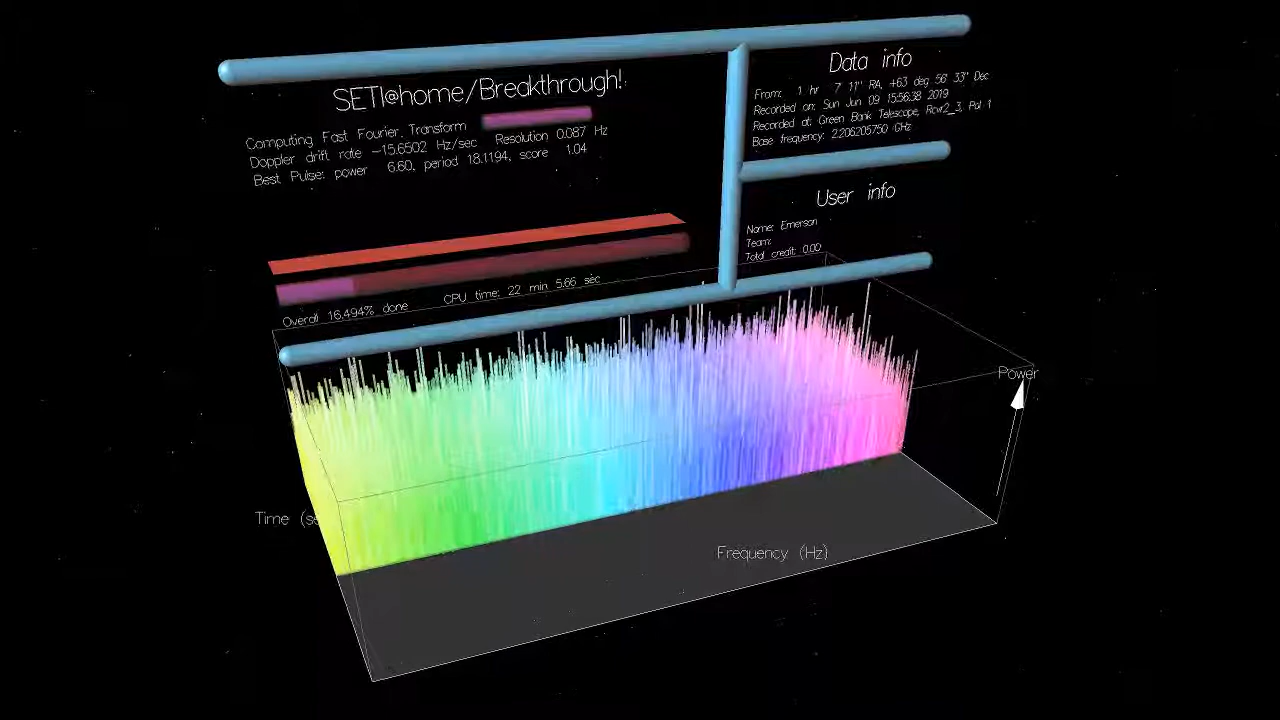 SETI@home/Breakthrough!
Computing Fast Fourier Transform
Doppler drift rate -15.6502 Hz/sec Resolution 0.087 Hz
Best Pulse: power 6.60, period 18.1194, score 1.04
Overall 16.494% done CPU time: 22 min 5.66 sec
Data info
From: 1 hr 7 11" RA, +63 deg 56' 33" Dec
Recorded on: Sun Jun 09 15:56:38 2019
Recorded at: Green Bank Telescope, Rcvr2_3, Pol 1
Base frequency: 2.206205750 GHz
User info
Name: Emerson
Team:
Total credit: 0.00
Power
Time (se
Frequency (Hz)